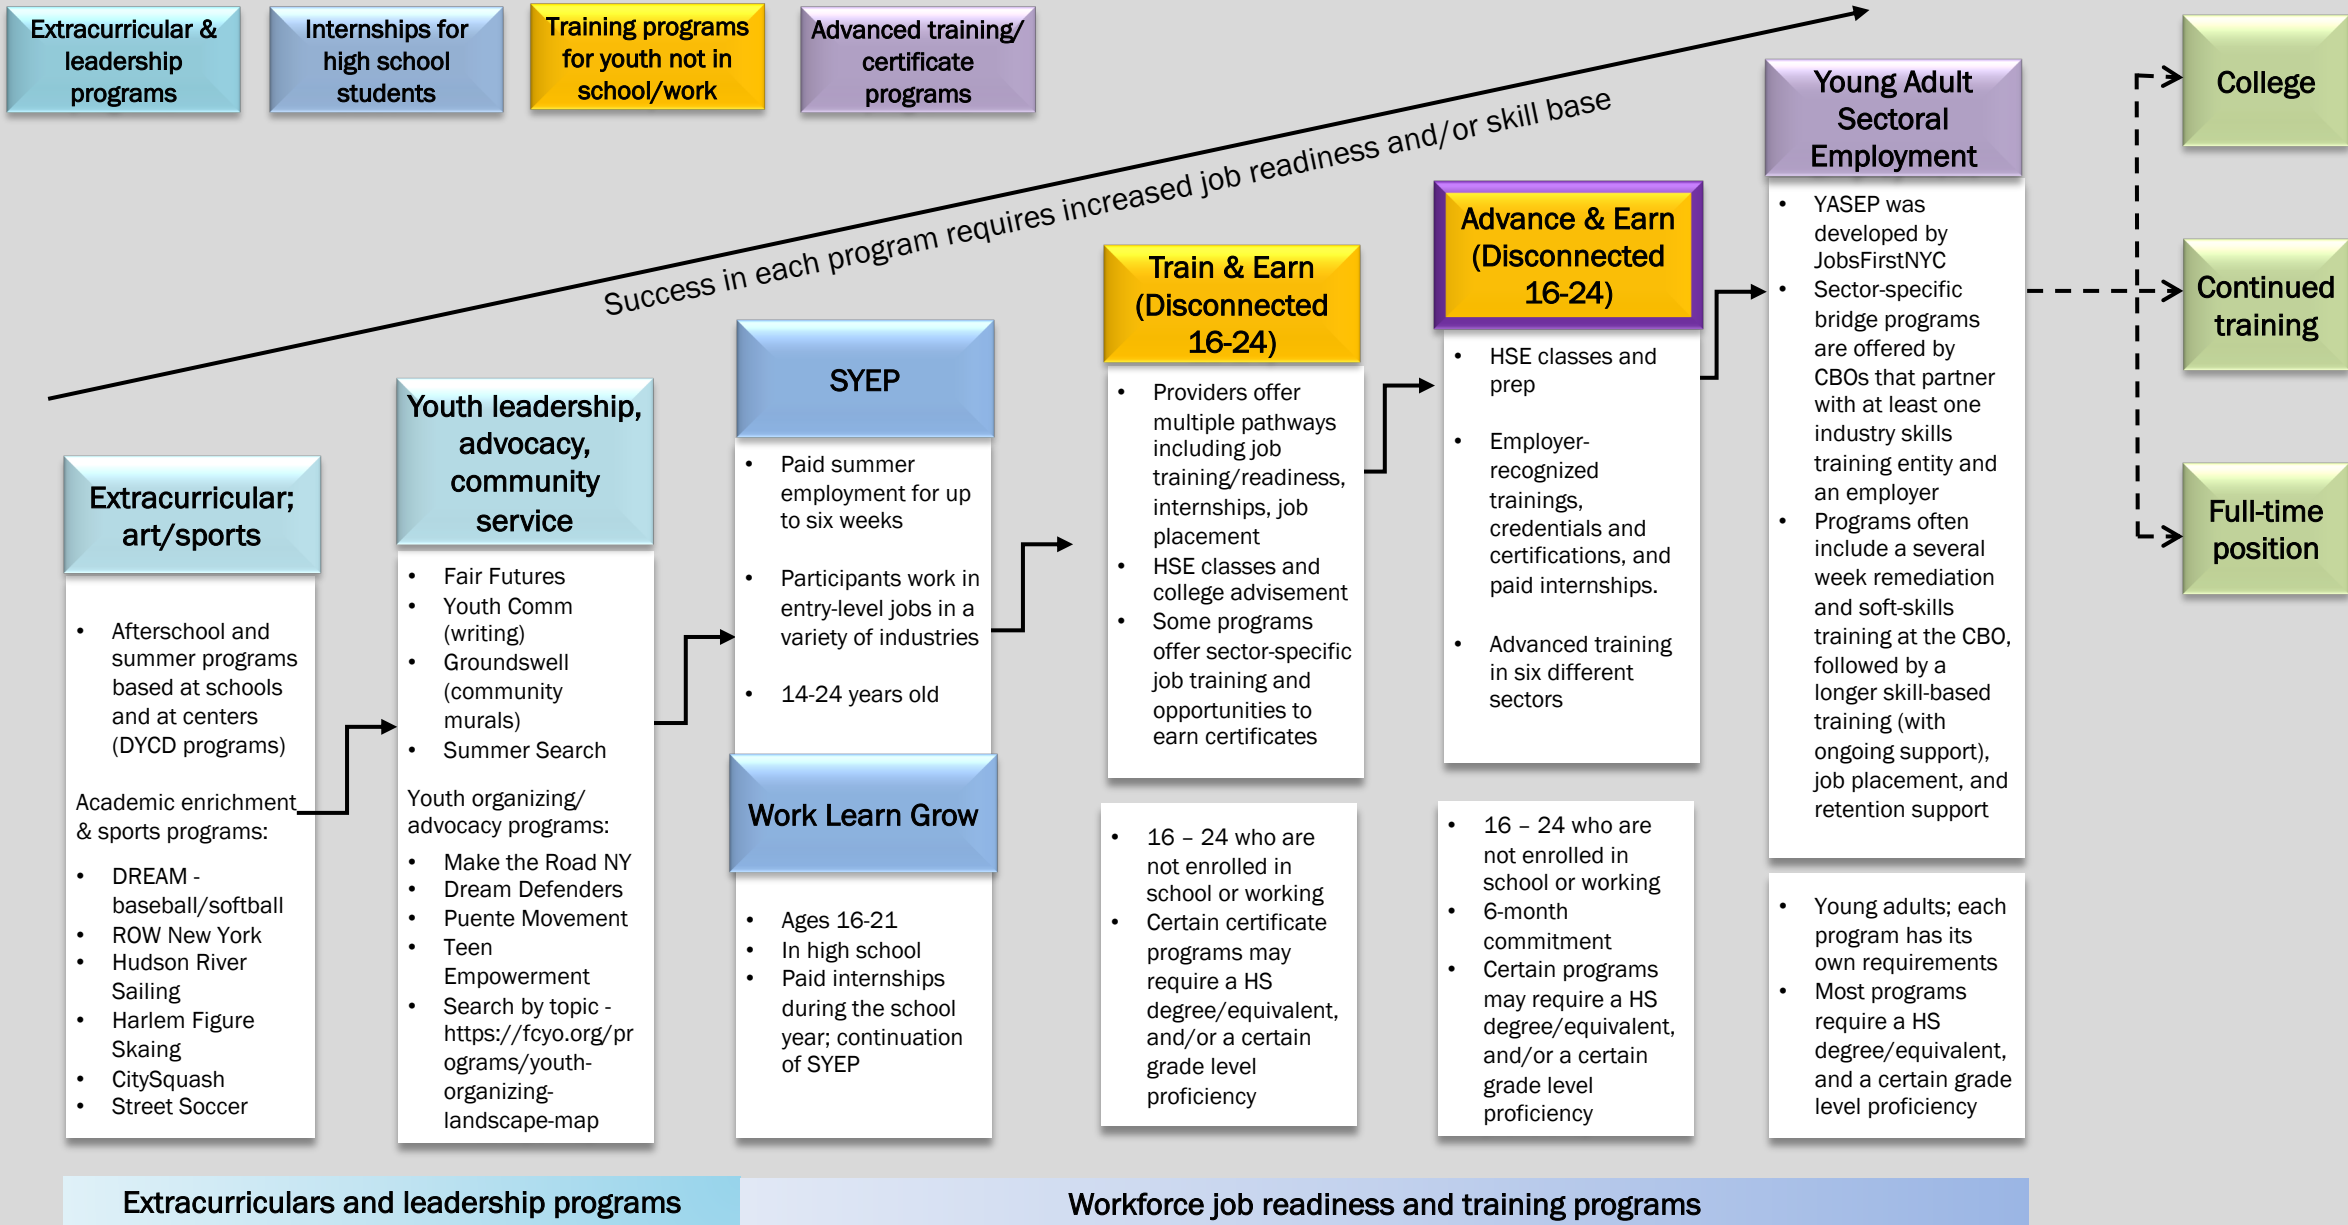 Extracurricular &
leadership
programs
Internships for
high school
students
Training programs
for youth not in
school/work
Advanced training/
certificate
programs
Success in each program requires increased job readiness and/or skill base
Extracurricular;
art/sports
• Afterschool and
summer programs
based at schools
and at centers
(DYCD programs)
Academic enrichment
& sports programs:
• DREAM -
baseball/softball
• ROW New York
• Hudson River
Sailing
• Harlem Figure
Skaing
• CitySquash
• Street Soccer
Youth leadership,
advocacy,
community
service
• Fair Futures
• Youth Comm
(writing)
• Groundswell
(community
murals)
• Summer Search
Youth organizing/
advocacy programs:
• Make the Road NY
• Dream Defenders
• Puente Movement
• Teen
Empowerment
• Search by topic -
https://fcyo.org/pr
ograms/youth-
organizing-
landscape-map
SYEP
• Paid summer
employment for up
to six weeks
• Participants work in
entry-level jobs in a
variety of industries
• 14-24 years old
Work Learn Grow
• Ages 16-21
• In high school
• Paid internships
during the school
year; continuation
of SYEP
Train & Earn
(Disconnected
16-24)
• Providers offer
multiple pathways
including job
training/readiness,
internships, job
placement
• HSE classes and
college advisement
• Some programs
offer sector-specific
job training and
opportunities to
earn certificates
• 16 – 24 who are
not enrolled in
school or working
• Certain certificate
programs may
require a HS
degree/equivalent,
and/or a certain
grade level
proficiency
Advance & Earn
(Disconnected
16-24)
• HSE classes and
prep
• Employer-
recognized
trainings,
credentials and
certifications, and
paid internships.
• Advanced training
in six different
sectors
• 16 – 24 who are
not enrolled in
school or working
• 6-month
commitment
• Certain programs
may require a HS
degree/equivalent,
and/or a certain
grade level
proficiency
Young Adult
Sectoral
Employment
• YASEP was
developed by
JobsFirstNYC
• Sector-specific
bridge programs
are offered by
CBOs that partner
with at least one
industry skills
training entity and
an employer
• Programs often
include a several
week remediation
and soft-skills
training at the CBO,
followed by a
longer skill-based
training (with
ongoing support),
job placement, and
retention support
• Young adults; each
program has its
own requirements
• Most programs
require a HS
degree/equivalent,
and a certain grade
level proficiency
College
Continued
training
Full-time
position
Extracurriculars and leadership programs
Workforce job readiness and training programs